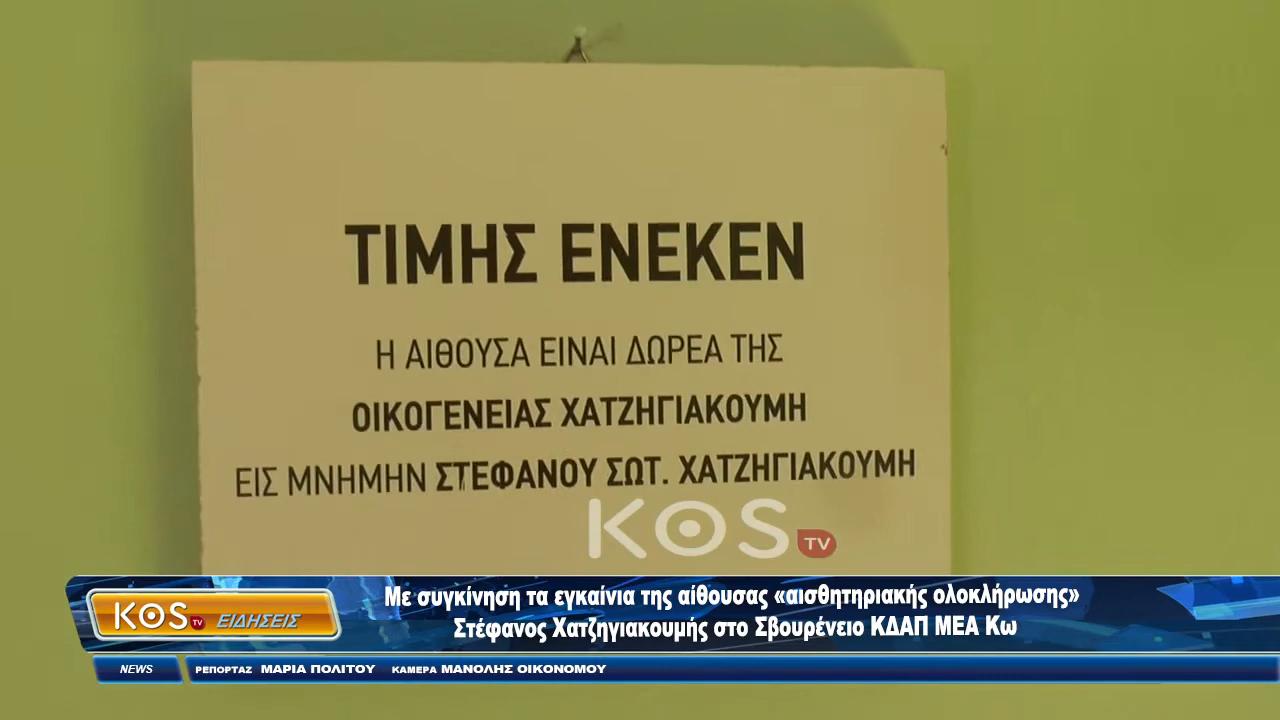 ΤΙΜΗΣ ΕΝΕΚΕΝ
Η ΑΙΘΟΥΣΑ ΕΙΝΑΙ ΔΩΡΕΑ ΤΗΣ
ΟΙΚΟΓΕΝΕΙΑΣ ΧΑΤΖΗΓΙΑΚΟΥΜΗ
ΕΙΣ ΜΝΗΜΗΝ ΣΤΕΦΑΝΟΥ ΣΩΤ. ΧΑΤΖΗΓΙΑΚΟΥΜΗ
KOS TV
Με συγκίνηση τα εγκαίνια της αίθουσας «αισθητηριακής ολοκλήρωσης»
Στέφανος Χατζηγιακουμής στο Σβουρένειο ΚΔΑΠ ΜΕΑ Κω
KOS TV ΕΙΔΗΣΕΙΣ
NEWS ΡΕΠΟΡΤΑΖ ΜΑΡΙΑ ΠΟΛΙΤΟΥ ΚΑΜΕΡΑ ΜΑΝΟΛΗΣ ΟΙΚΟΝΟΜΟΥ